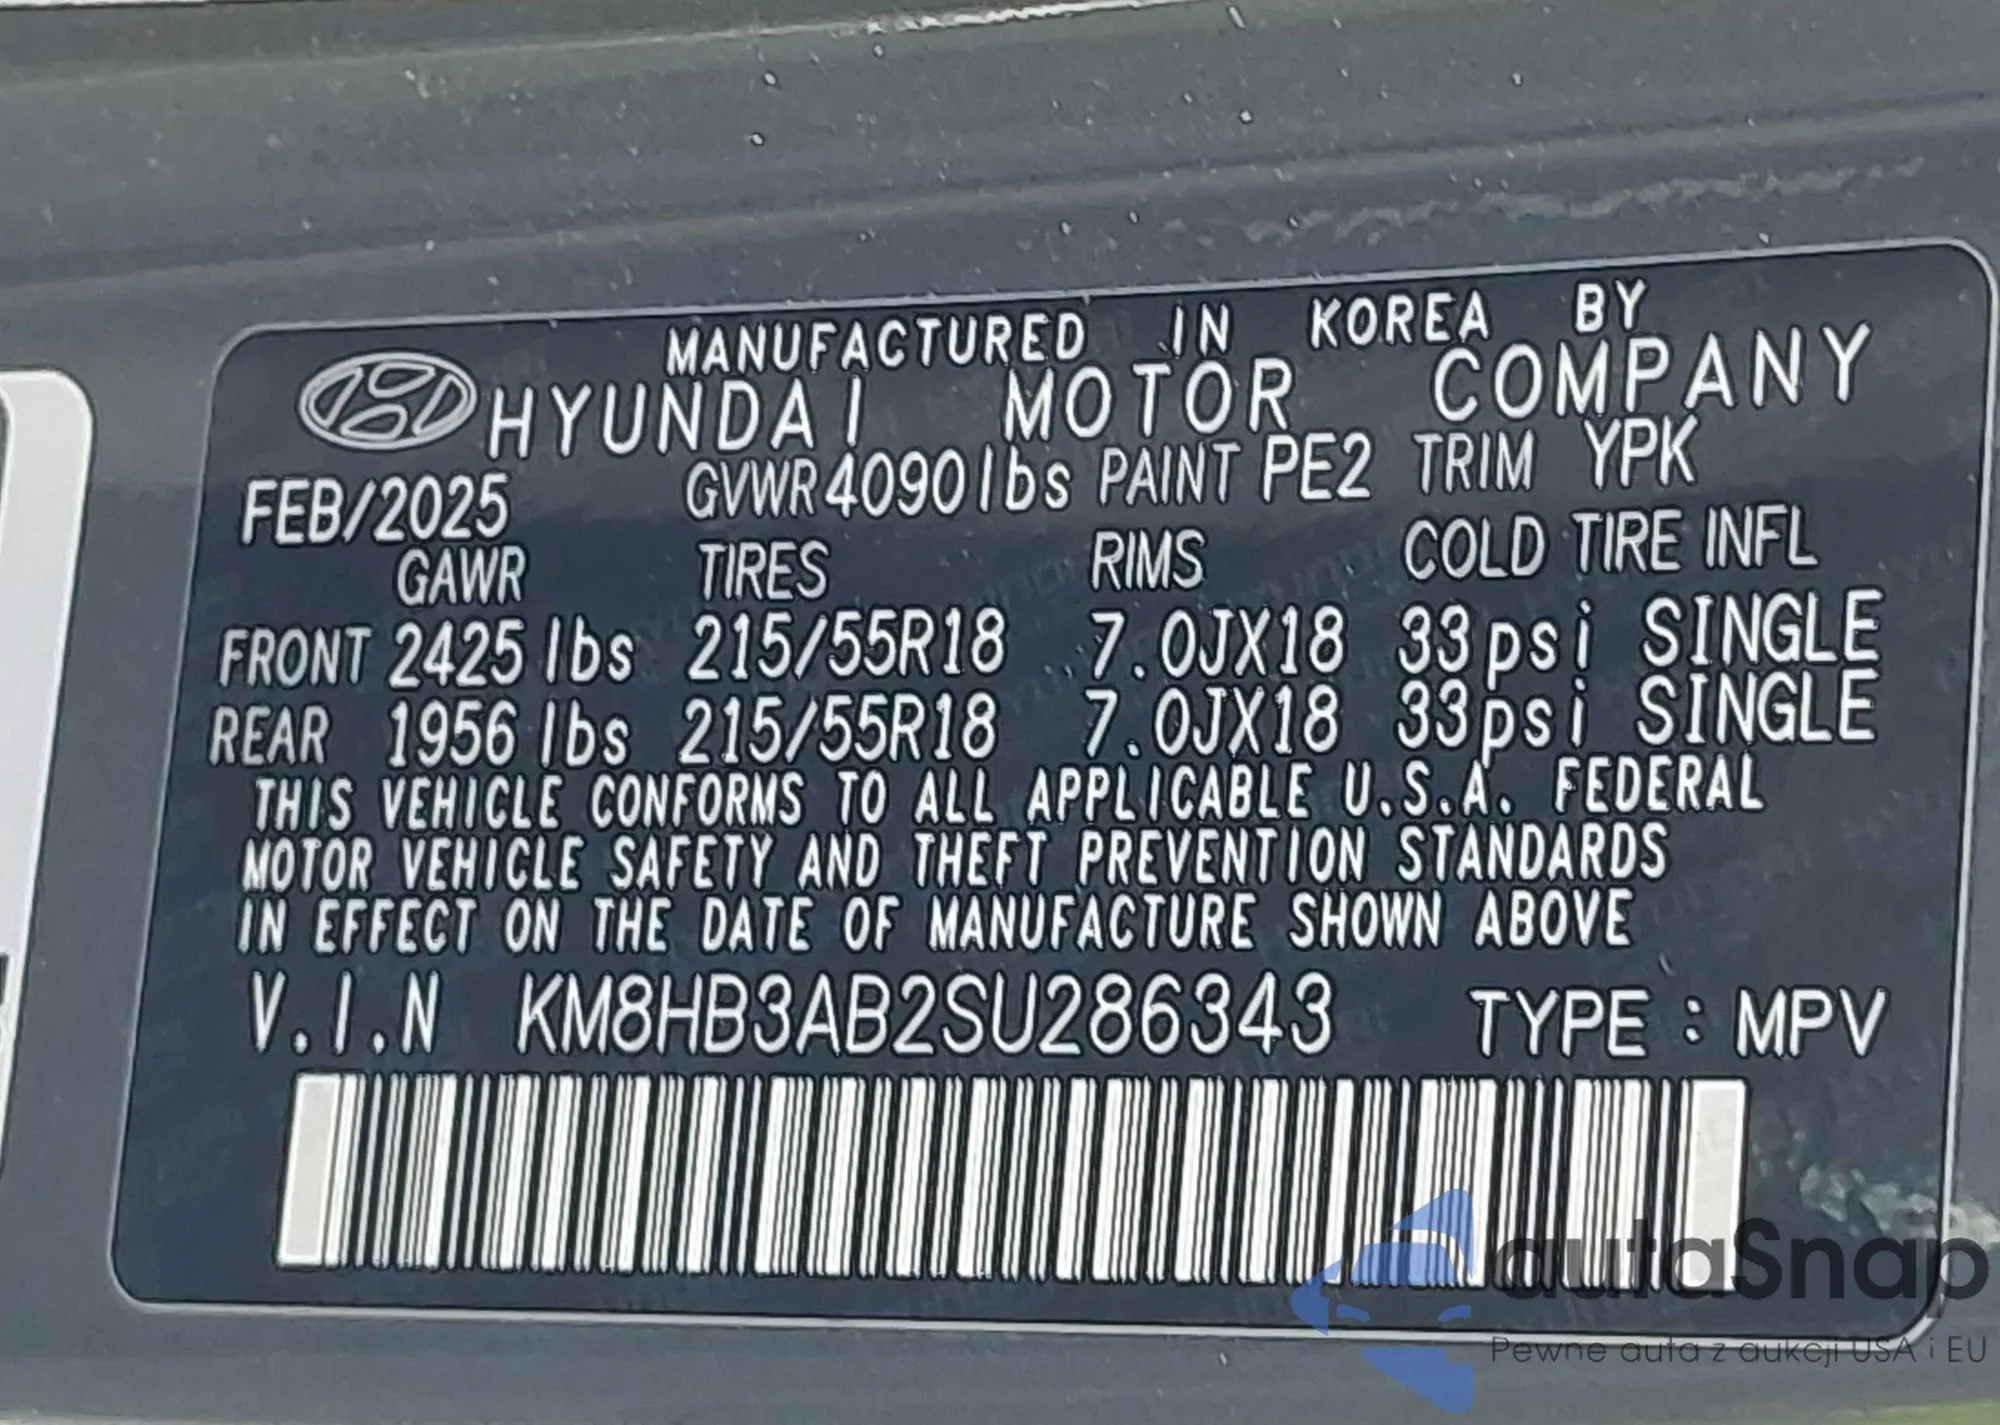 MANUFACTURED IN KOREA BY
HYUNDAI MOTOR COMPANY
FEB/2025 GVWR 4090 lbs PAINT PE2 TRIM YPK
GAWR TIRES RIMS COLD TIRE INFL
FRONT 2425 lbs 215/55R18 7.0JX18 33psi SINGLE
REAR 1956 lbs 215/55R18 7.0JX18 33psi SINGLE
THIS VEHICLE CONFORMS TO ALL APPLICABLE U.S.A. FEDERAL
MOTOR VEHICLE SAFETY AND THEFT PREVENTION STANDARDS
IN EFFECT ON THE DATE OF MANUFACTURE SHOWN ABOVE
V.I.N KM8HB3AB2SU286343 TYPE : MPV
autaSnap
Pewne auta z aukcji USA i EU